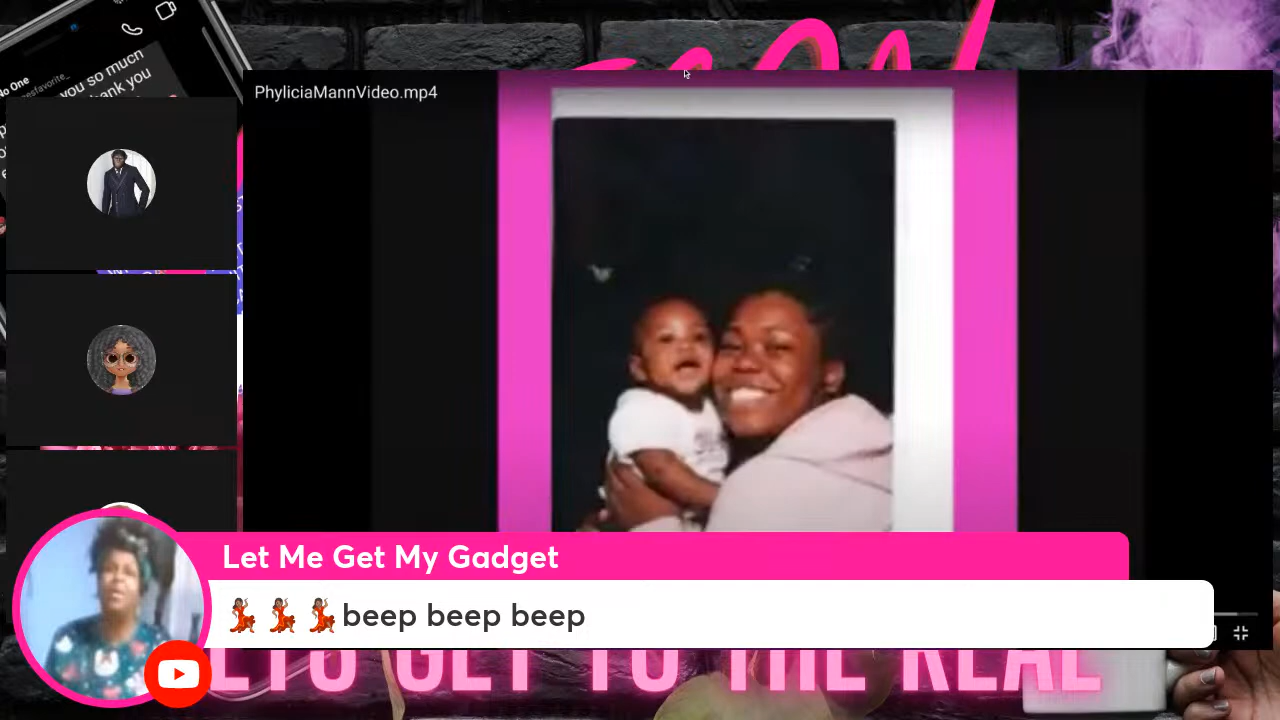 No One
you so much
thank you
PhyliciaMannVideo.mp4
Let Me Get My Gadget
💃🏾💃🏾💃🏾beep beep beep
LETS GET TO THE REAL